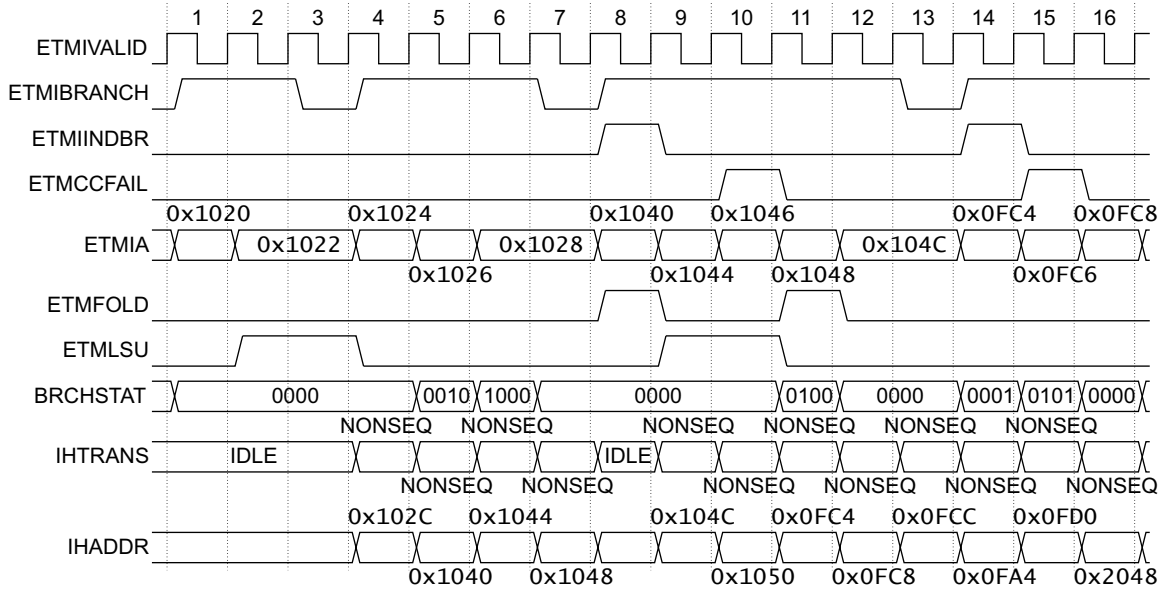 1 2 3 4 5 6 7 8 9 10 11 12 13 14 15 16
ETMIVALID
ETMIBRANCH
ETMIINDBR
ETMCCFAIL
0x1020 0x1024 0x1040 0x1046 0x0FC4 0x0FC8
ETMIA 0x1022 0x1028 0x104C
0x1026 0x1044 0x1048 0x0FC6
ETMFOLD
ETMLSU
BRCHSTAT 0000 0010 1000 0000 0100 0000 0001 0101 0000
NONSEQ NONSEQ NONSEQ NONSEQ NONSEQ NONSEQ
IHTRANS IDLE IDLE
NONSEQ NONSEQ NONSEQ NONSEQ NONSEQ NONSEQ
0x102C 0x1044 0x104C 0x0FC4 0x0FCC 0x0FD0
IHADDR
0x1040 0x1048 0x1050 0x0FC8 0x0FA4 0x2048